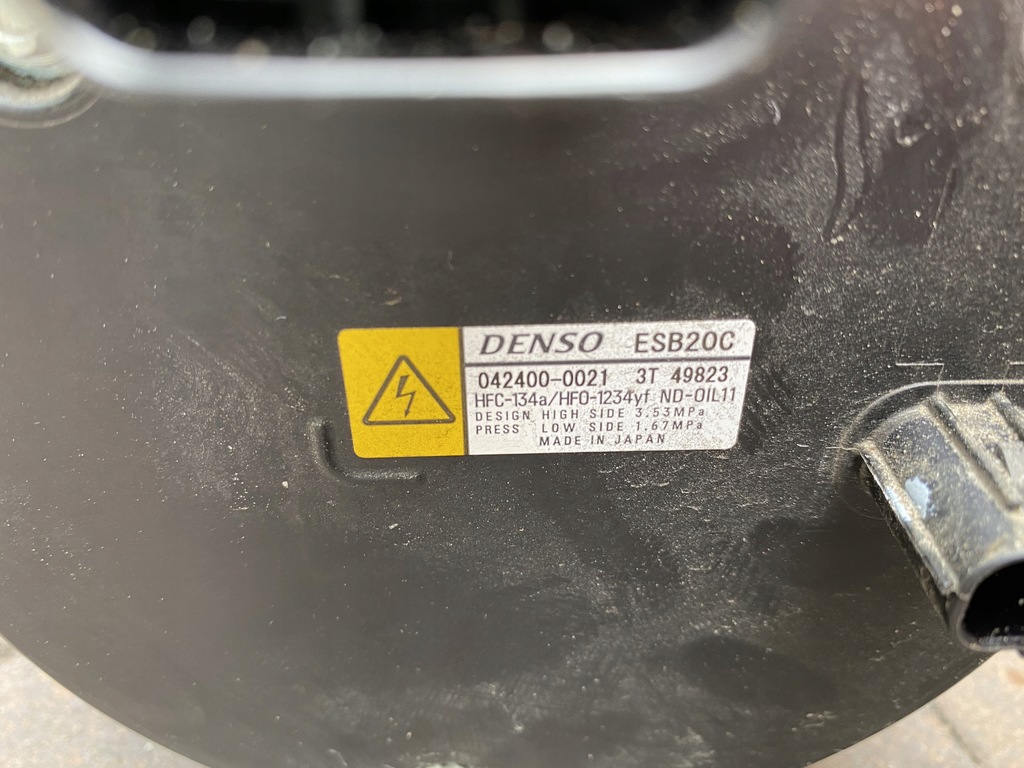 DENSO ESB20C
042400-0021 3T 49823
HFC-134a/HFO-1234yf ND-OIL11
DESIGN HIGH SIDE 3.53MPa
PRESS LOW SIDE 1.67MPa
MADE IN JAPAN